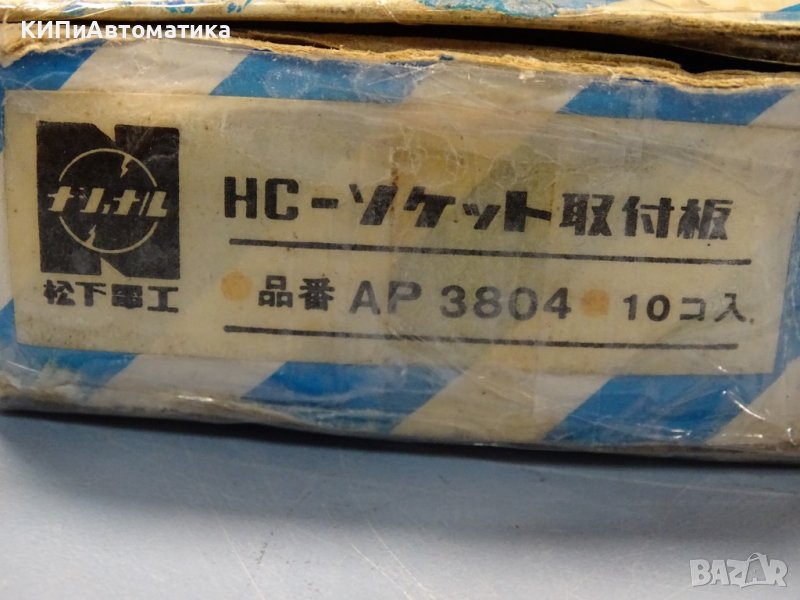 КИПиАвтоматика
ナショナル
松下電工
HC-ソケット取付板
品番 AP 3804
10コ入
BAZAR